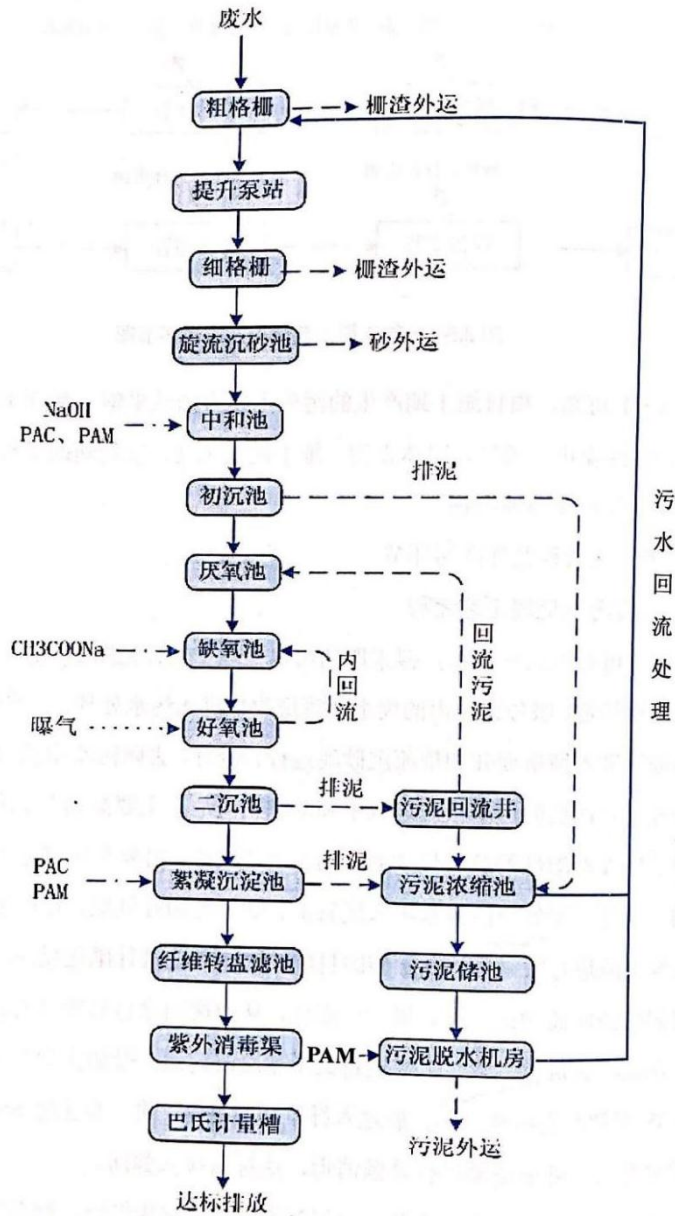 废水
粗格栅
栅渣外运
提升泵站
细格栅
栅渣外运
旋流沉砂池
砂外运
NaOH
PAC、PAM
中和池
初沉池
排泥
厌氧池
CH3COONa
缺氧池
内回流
回流污泥
污水回流处理
曝气
好氧池
二沉池
排泥
污泥回流井
PAC
PAM
絮凝沉淀池
排泥
污泥浓缩池
纤维转盘滤池
污泥储池
紫外消毒渠
PAM
污泥脱水机房
巴氏计量槽
污泥外运
达标排放